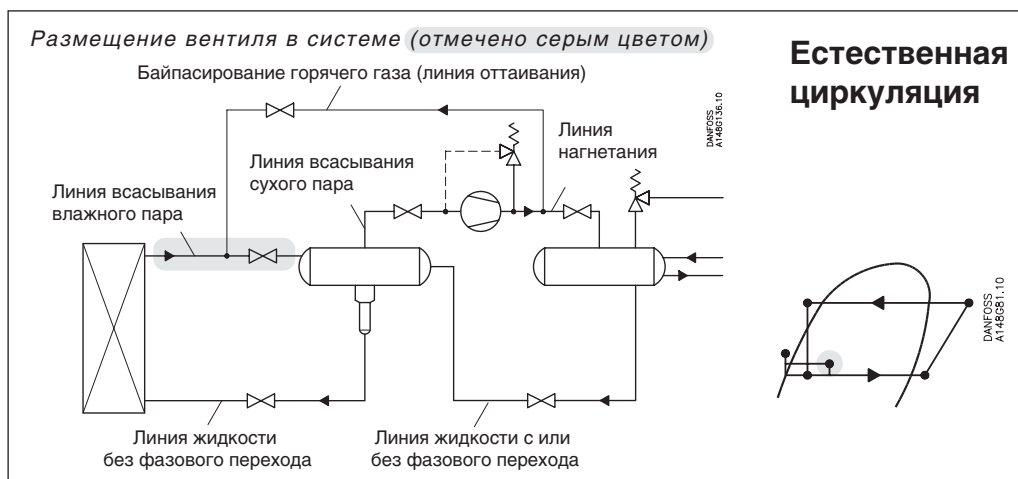 Размещение вентиля в системе (отмечено серым цветом)
Естественная
циркуляция
Байпасирование горячего газа (линия оттаивания)
DANFOSS
A148G136.10
Линия
нагнетания
Линия всасывания
сухого пара
Линия всасывания
влажного пара
DANFOSS
A148G81.10
Линия жидкости
без фазового перехода
Линия жидкости с или
без фазового перехода